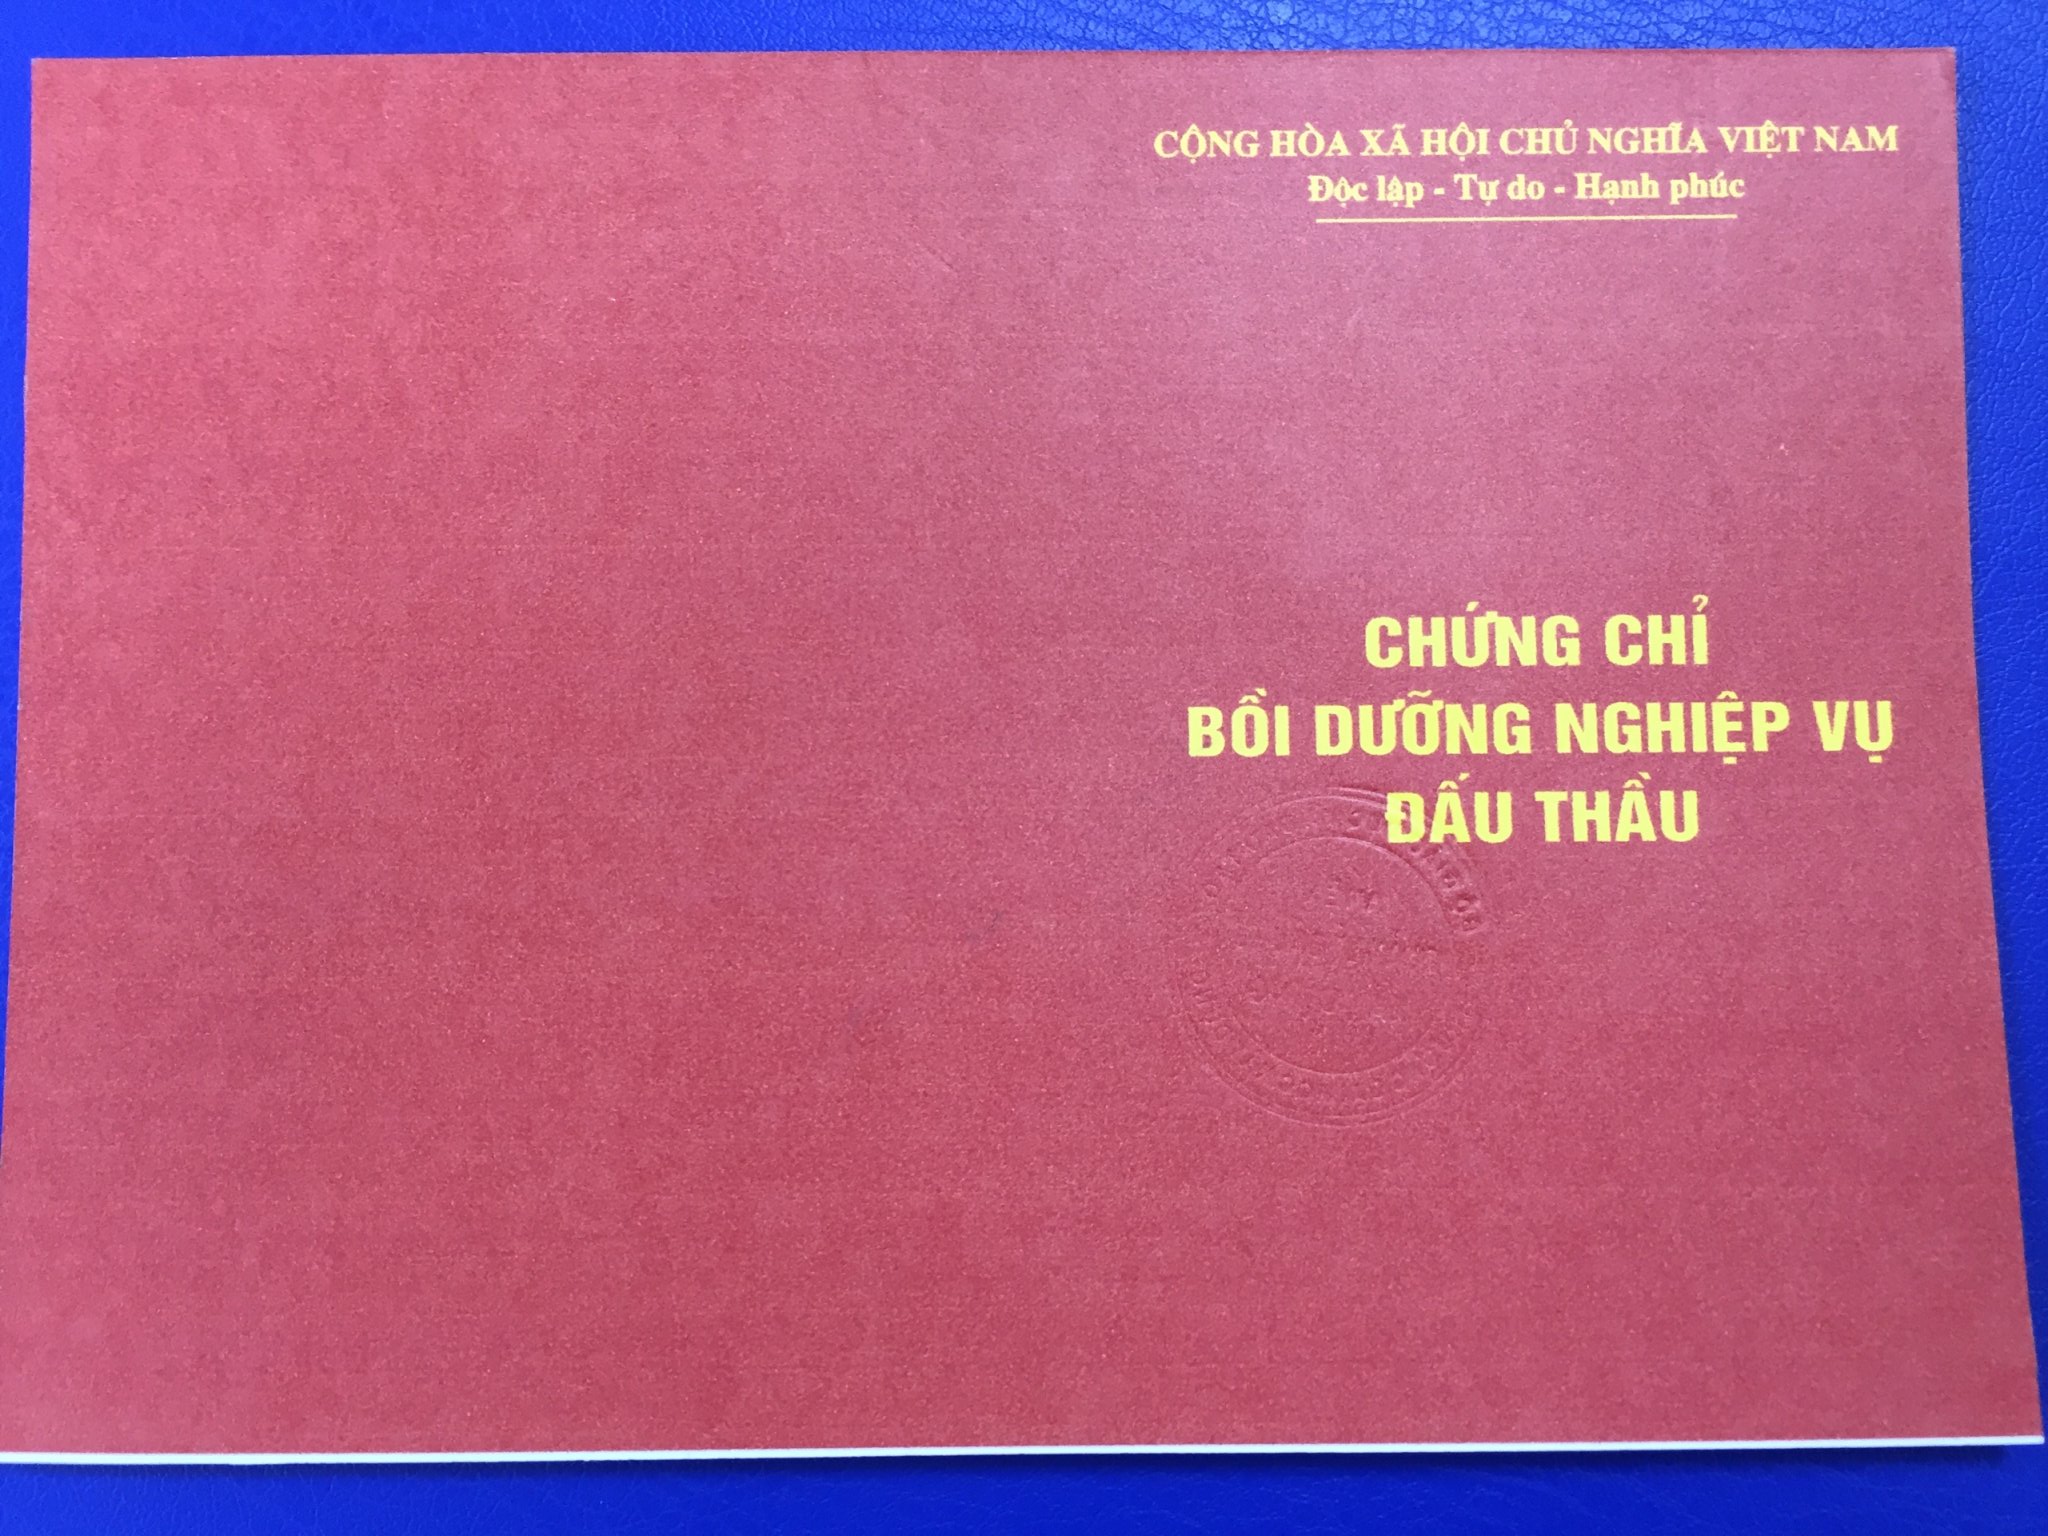 CỘNG HÒA XÃ HỘI CHỦ NGHĨA VIỆT NAM
Độc lập - Tự do - Hạnh phúc
CHỨNG CHỈ
BỒI DƯỠNG NGHIỆP VỤ
ĐẤU THẦU